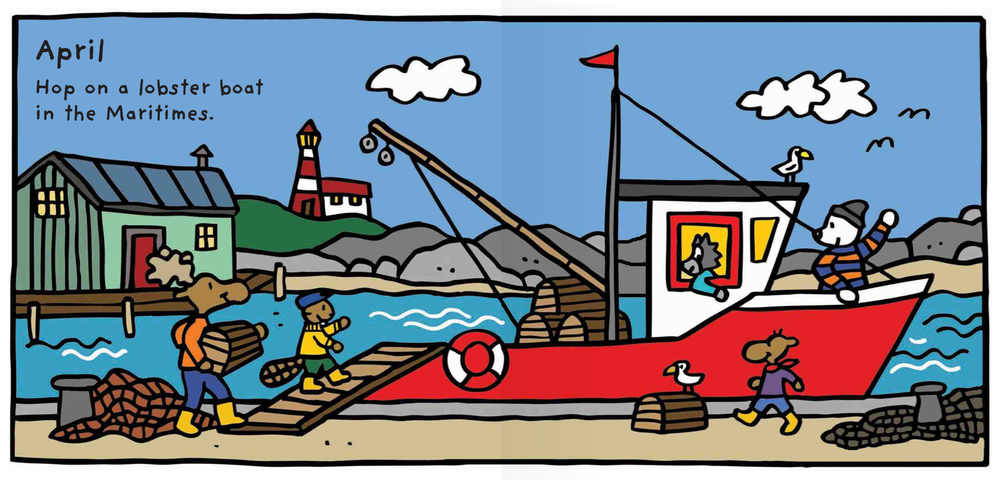 April
Hop on a lobster boat
in the Maritimes.